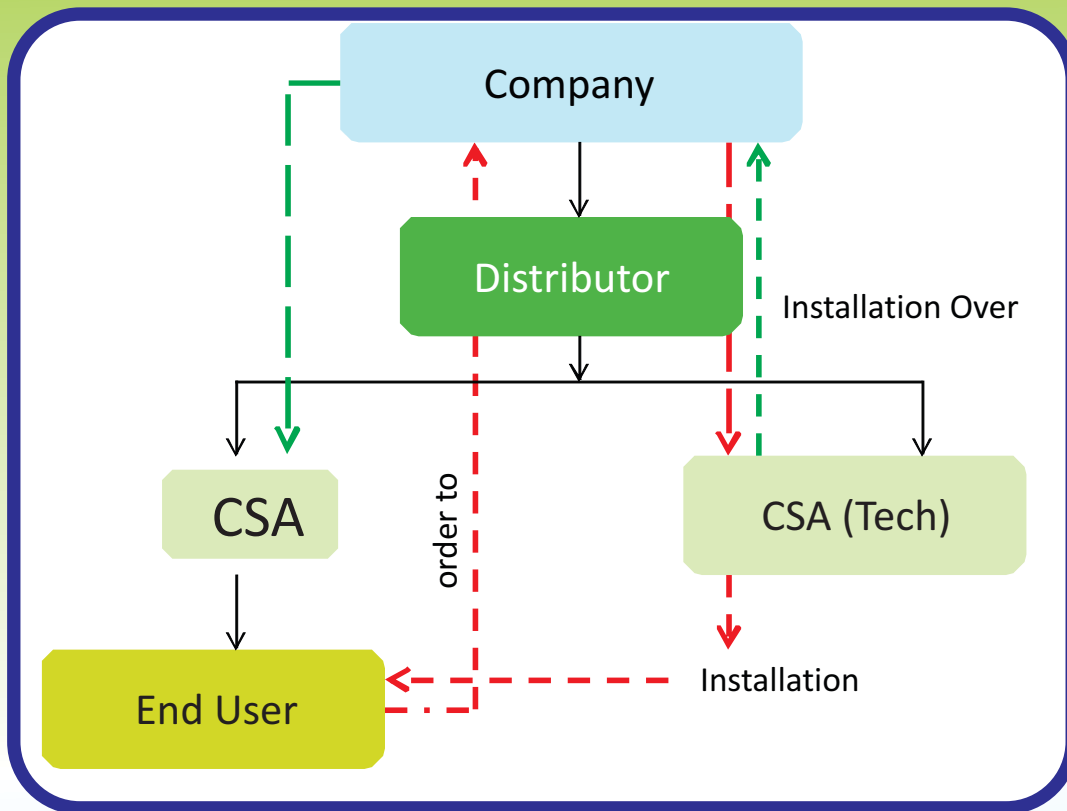 Company
Distributor
Installation Over
CSA
order to
CSA (Tech)
Installation
End User